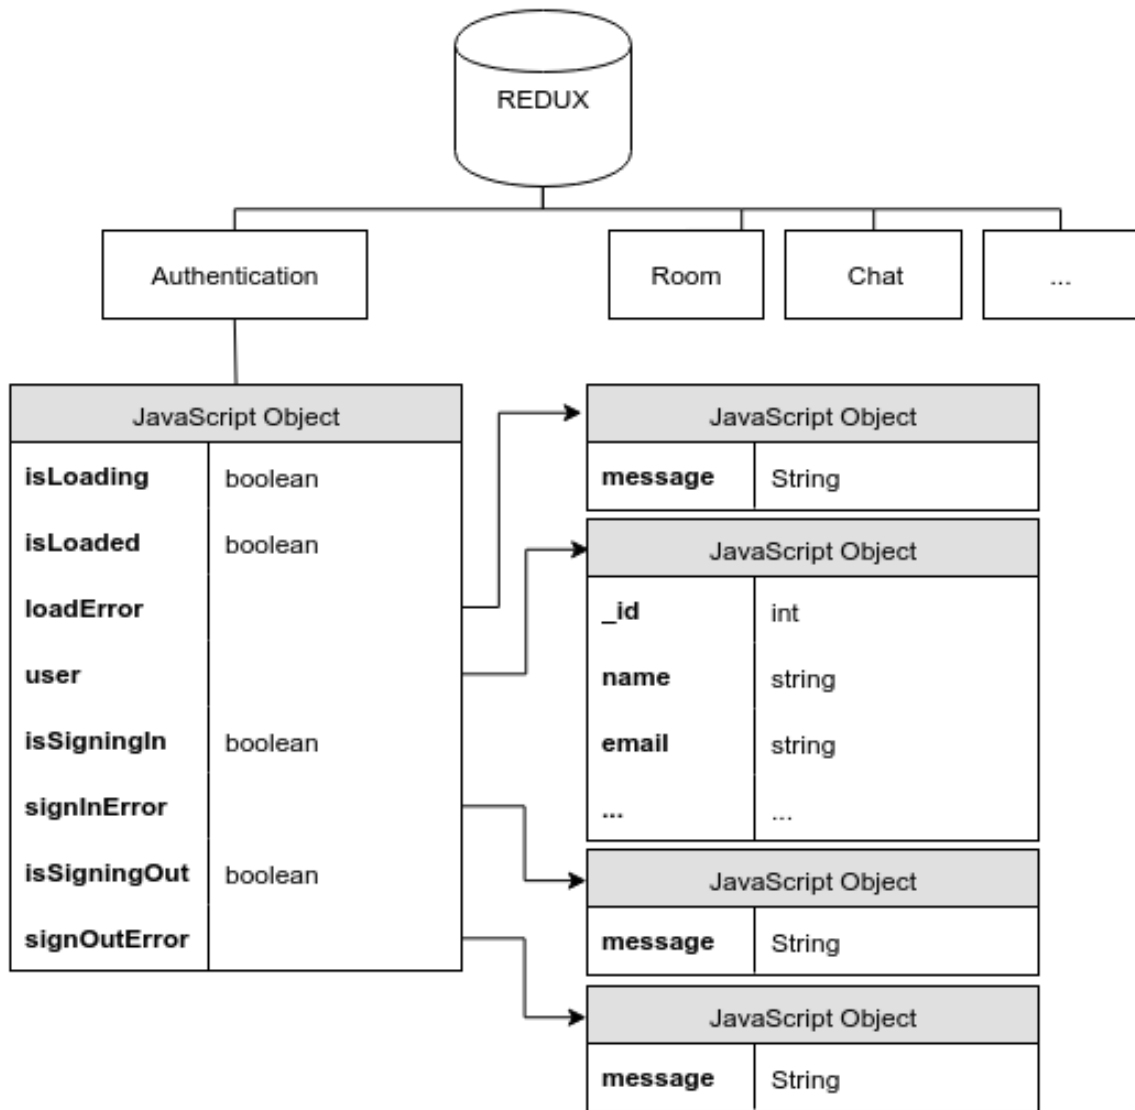 REDUX
Authentication
Room
Chat
...
JavaScript Object
isLoading boolean
isLoaded boolean
loadError
user
isSigningIn boolean
signInError
isSigningOut boolean
signOutError
JavaScript Object
message String
JavaScript Object
_id int
name string
email string
... ...
JavaScript Object
message String
JavaScript Object
message String